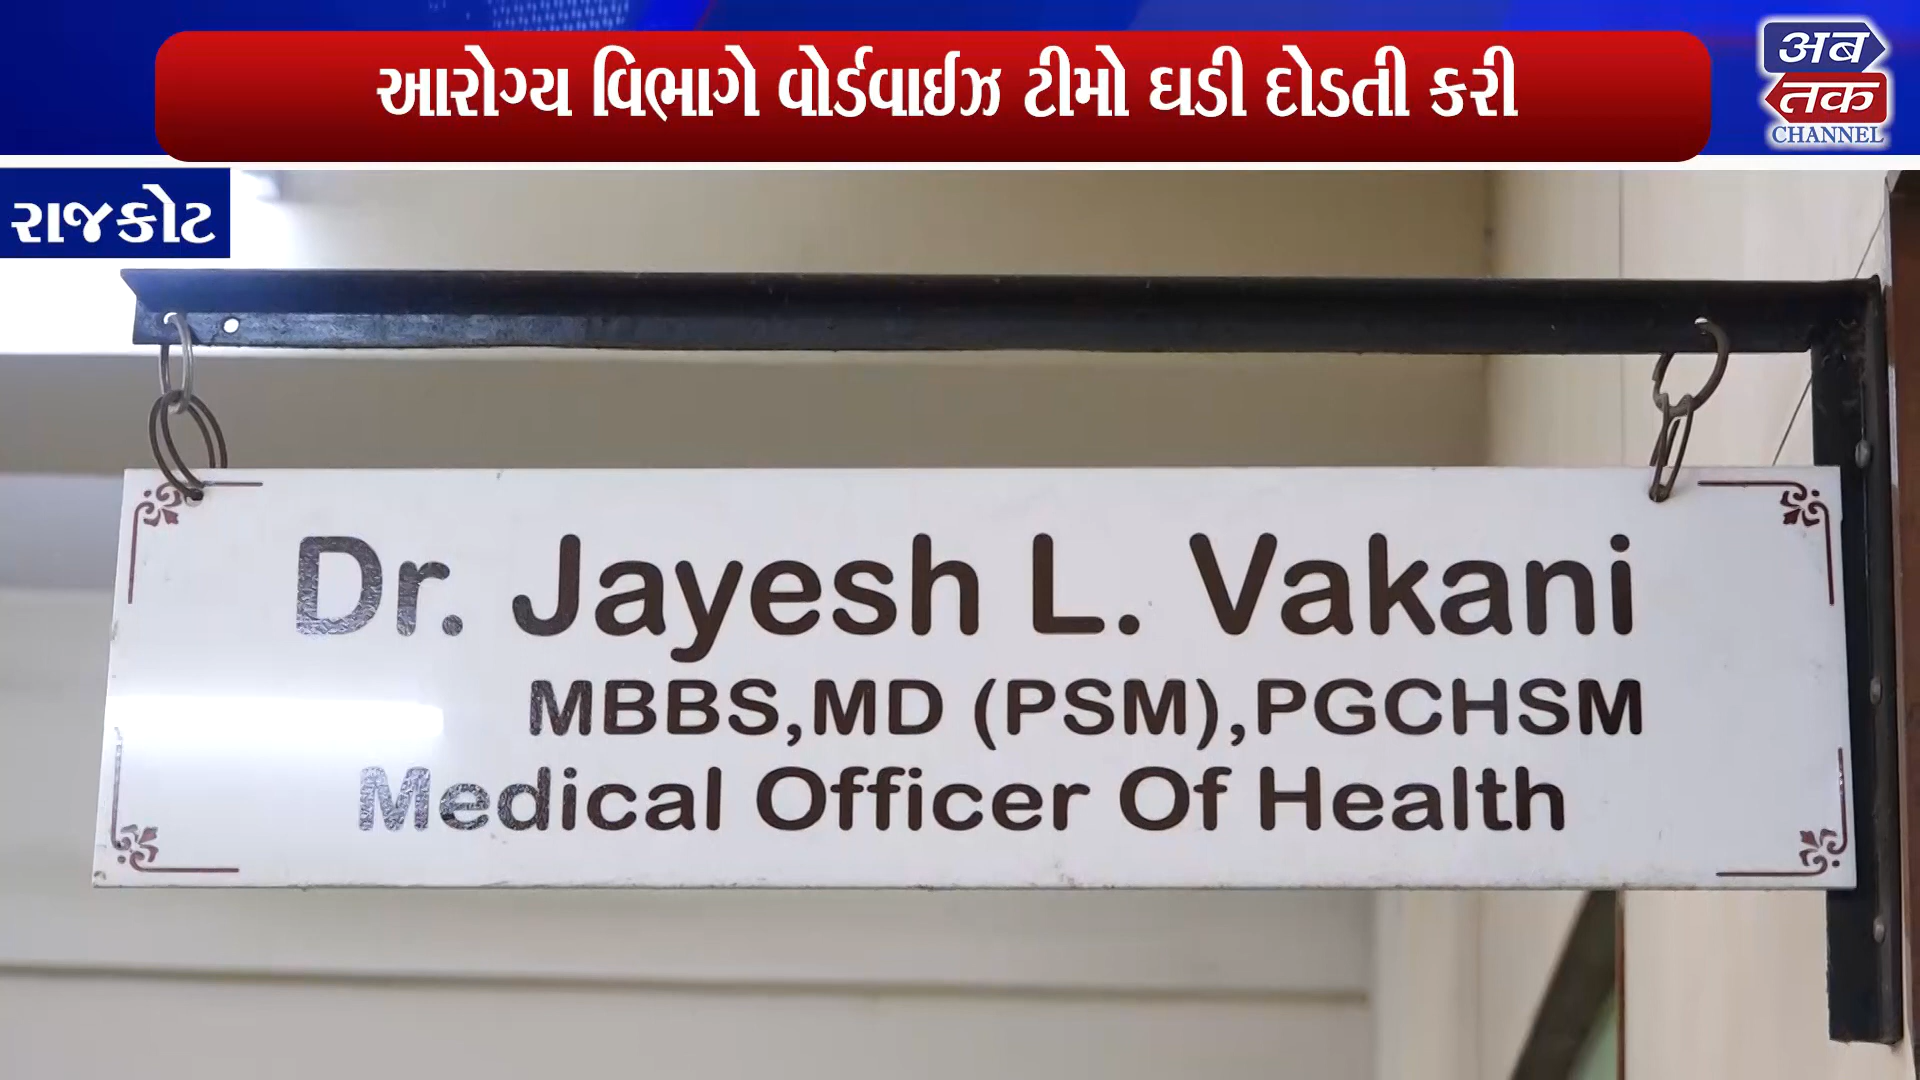 આરોગ્ય વિભાગે વોર્ડવાઈઝ ટીમો ઘડી દોડતી કરી
अब
तक
CHANNEL
રાજકોટ
Dr. Jayesh L. Vakani
MBBS,MD (PSM),PGCHSM
Medical Officer Of Health